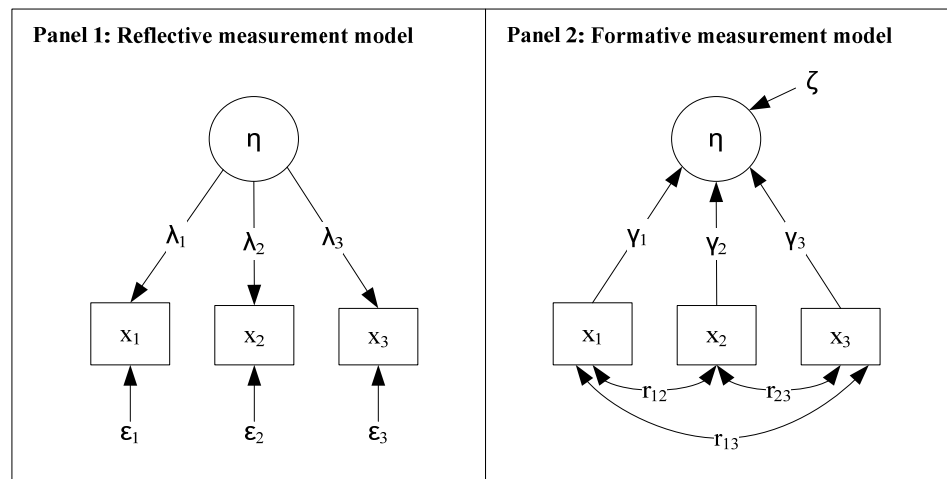 Panel 1: Reflective measurement model
η
λ1 λ2 λ3
x1 x2 x3
ε1 ε2 ε3
Panel 2: Formative measurement model
ζ
η
γ1 γ2 γ3
x1 x2 x3
r12 r23
r13